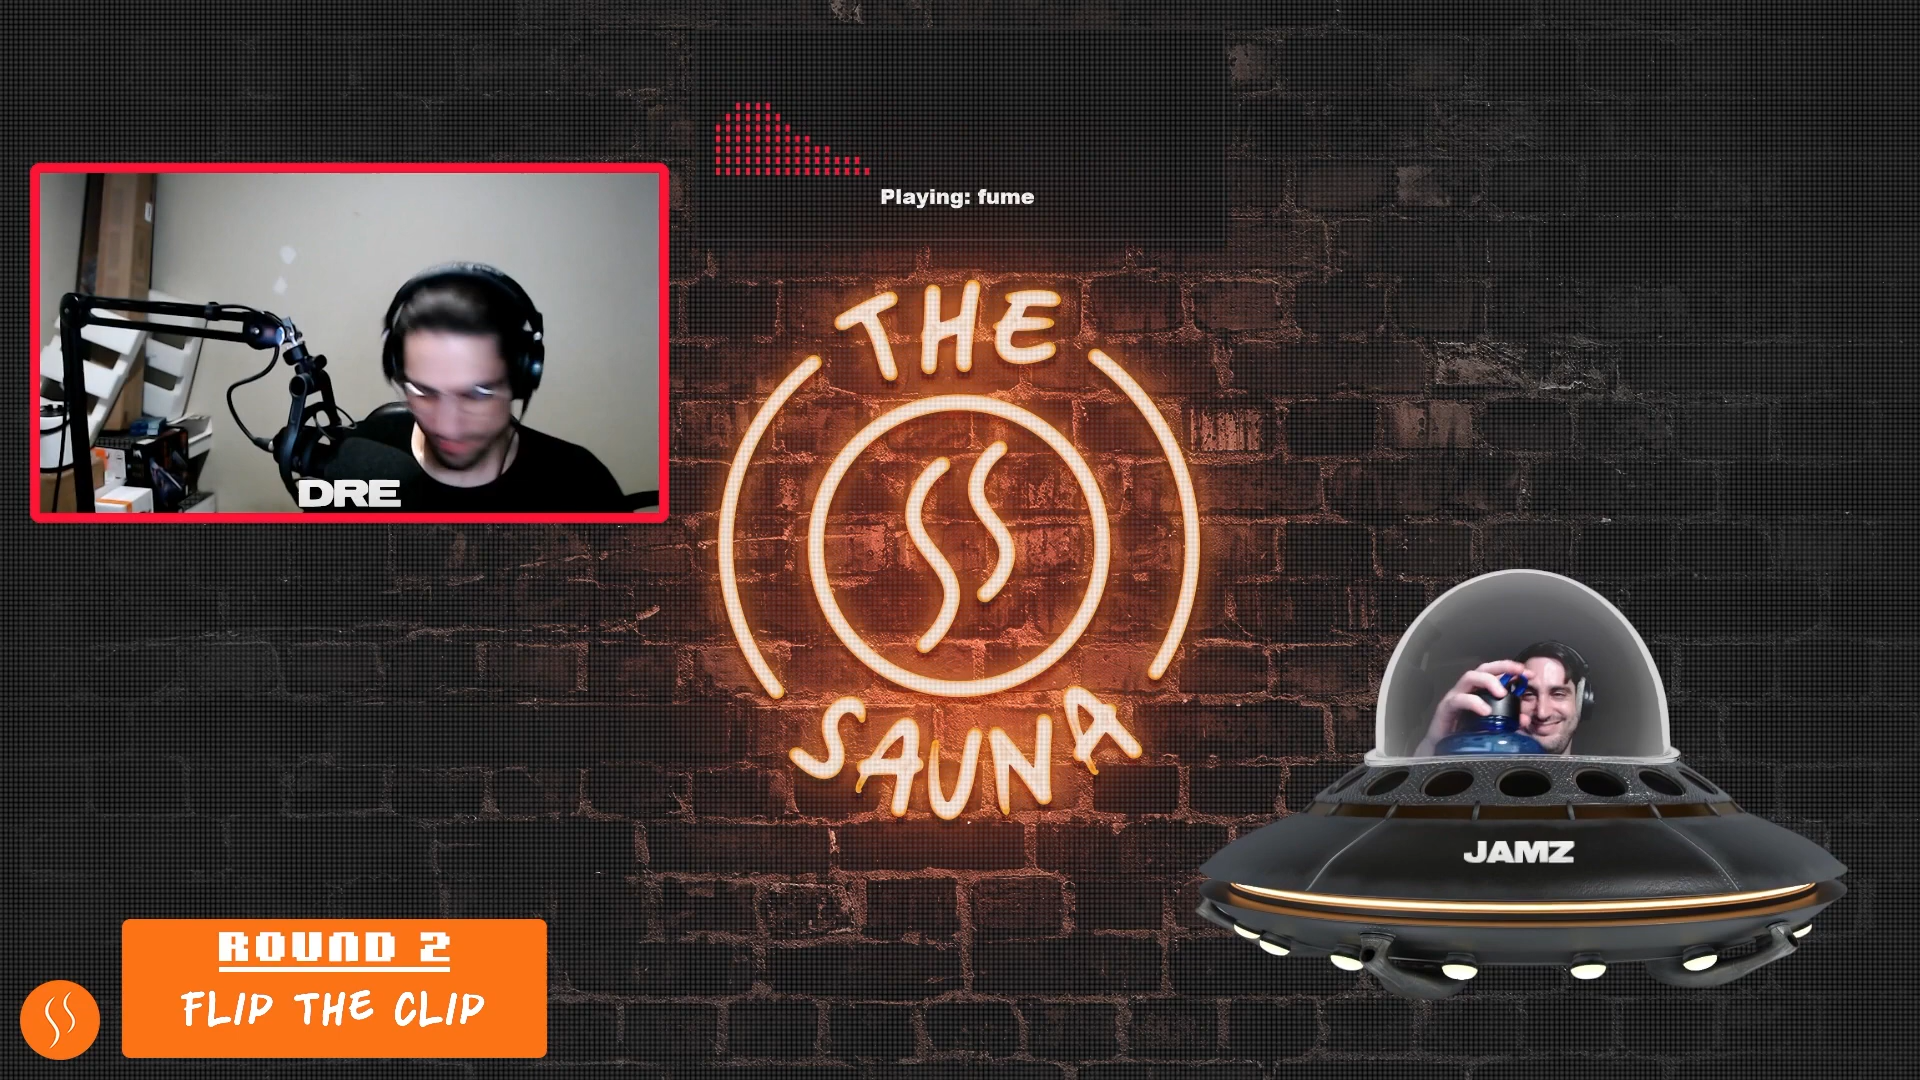 Playing: fume
DRE
THE
SAUNA
JAMZ
ROUND 2
FLIP THE CLIP